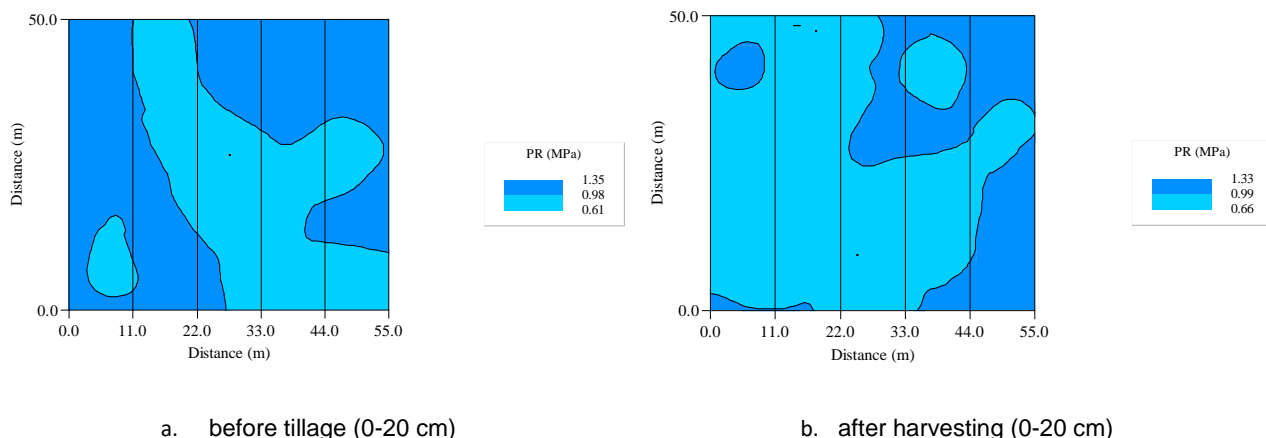 50.0
Distance (m)
0.0
0.0 11.0 22.0 33.0 44.0 55.0
Distance (m)
PR (MPa)
1.35
0.98
0.61
a. before tillage (0-20 cm)
50.0
Distance (m)
0.0
0.0 11.0 22.0 33.0 44.0 55.0
Distance (m)
PR (MPa)
1.33
0.99
0.66
b. after harvesting (0-20 cm)